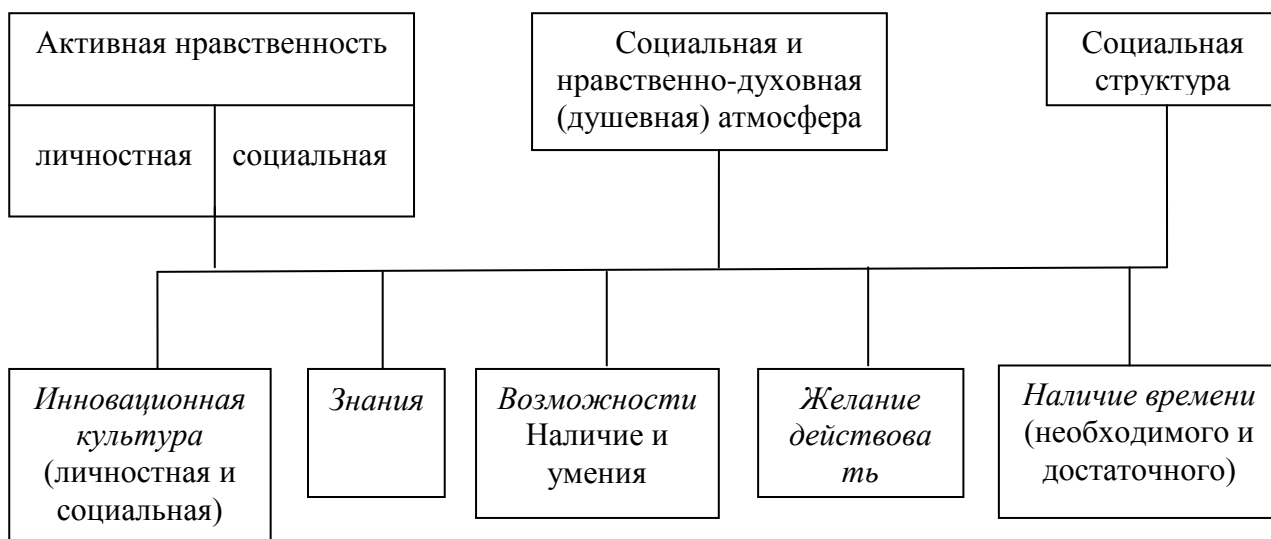 Активная нравственность
личностная
социальная
Социальная и
нравственно-духовная
(душевная) атмосфера
Социальная
структура
Инновационная
культура
(личностная и
социальная)
Знания
Возможности
Наличие и
умения
Желание
действова
ть
Наличие времени
(необходимого и
достаточного)